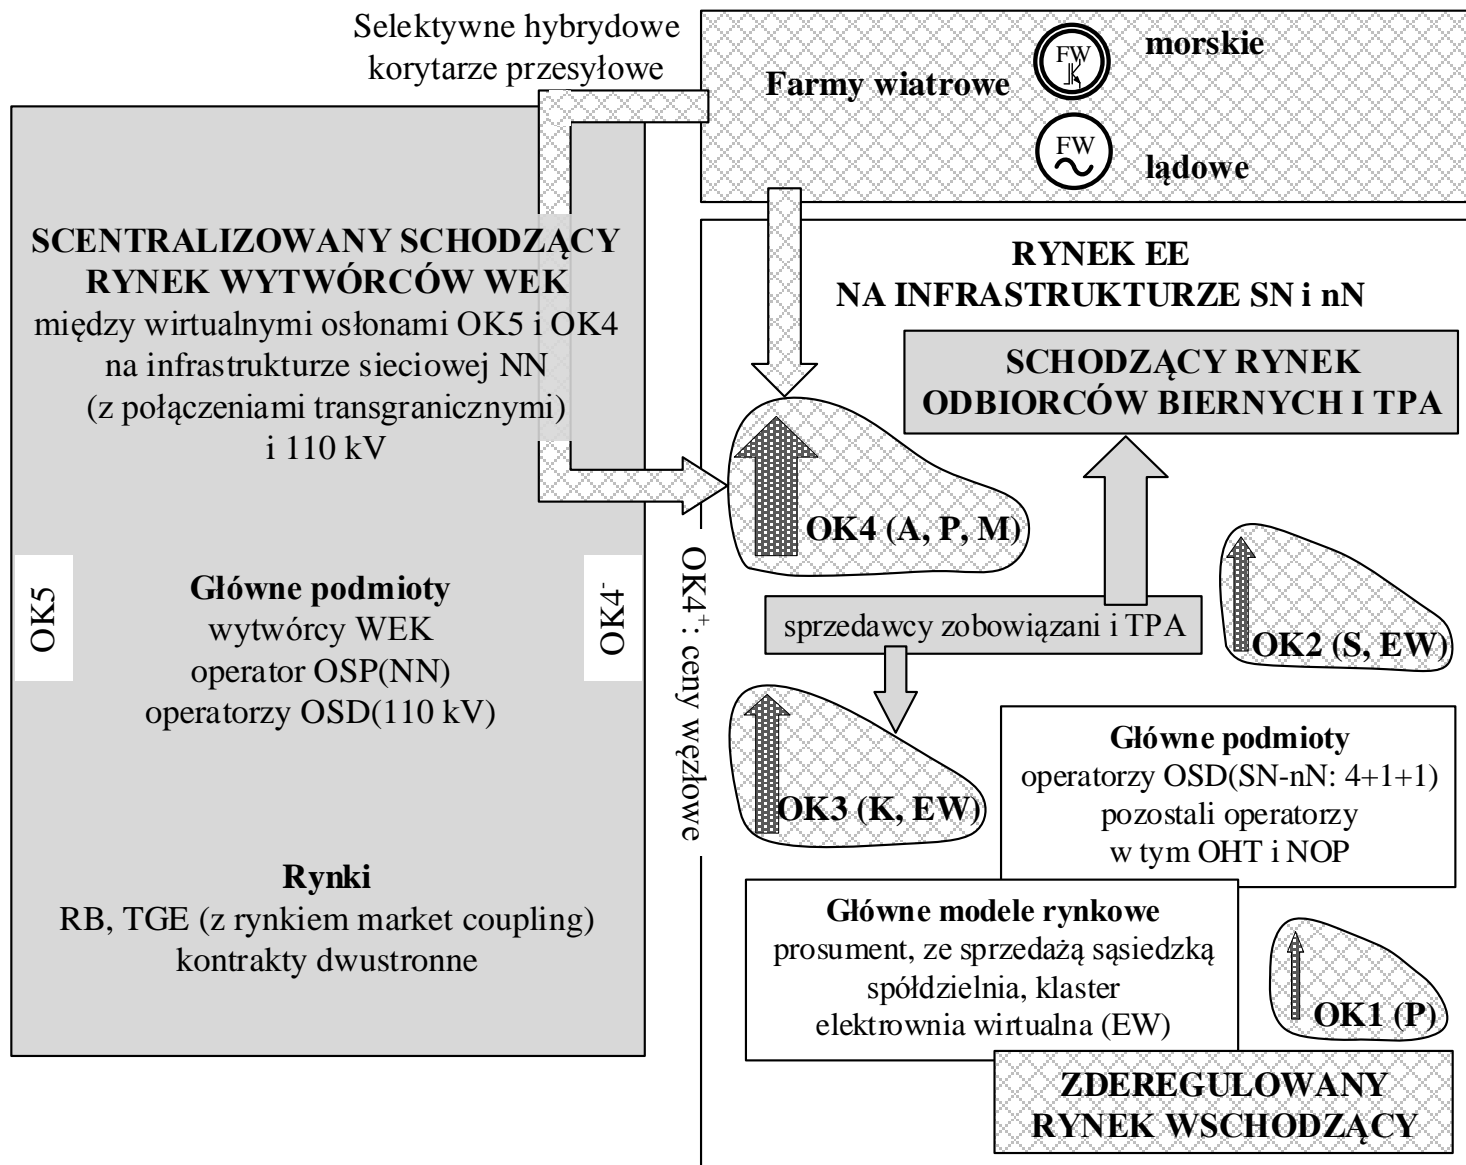 Selektywne hybrydowe
korytarze przesyłowe
Farmy wiatrowe
FW
morskie
FW
lądowe
SCENTRALIZOWANY SCHODZĄCY
RYNEK WYTWÓRCÓW WEK
między wirtualnymi osłonami OK5 i OK4
na infrastrukturze sieciowej NN
(z połączeniami transgranicznymi)
i 110 kV
OK5
OK4⁻
Główne podmioty
wytwórcy WEK
operator OSP(NN)
operatorzy OSD(110 kV)
Rynki
RB, TGE (z rynkiem market coupling)
kontrakty dwustronne
OK4⁺: ceny węzłowe
RYNEK EE
NA INFRASTRUKTURZE SN i nN
SCHODZĄCY RYNEK
ODBIORCÓW BIERNYCH I TPA
OK4 (A, P, M)
sprzedawcy zobowiązani i TPA
OK2 (S, EW)
OK3 (K, EW)
Główne podmioty
operatorzy OSD(SN-nN: 4+1+1)
pozostali operatorzy
w tym OHT i NOP
Główne modele rynkowe
prosument, ze sprzedażą sąsiedzką
spółdzielnia, klaster
elektrownia wirtualna (EW)
OK1 (P)
ZDEREGULOWANY
RYNEK WSCHODZĄCY